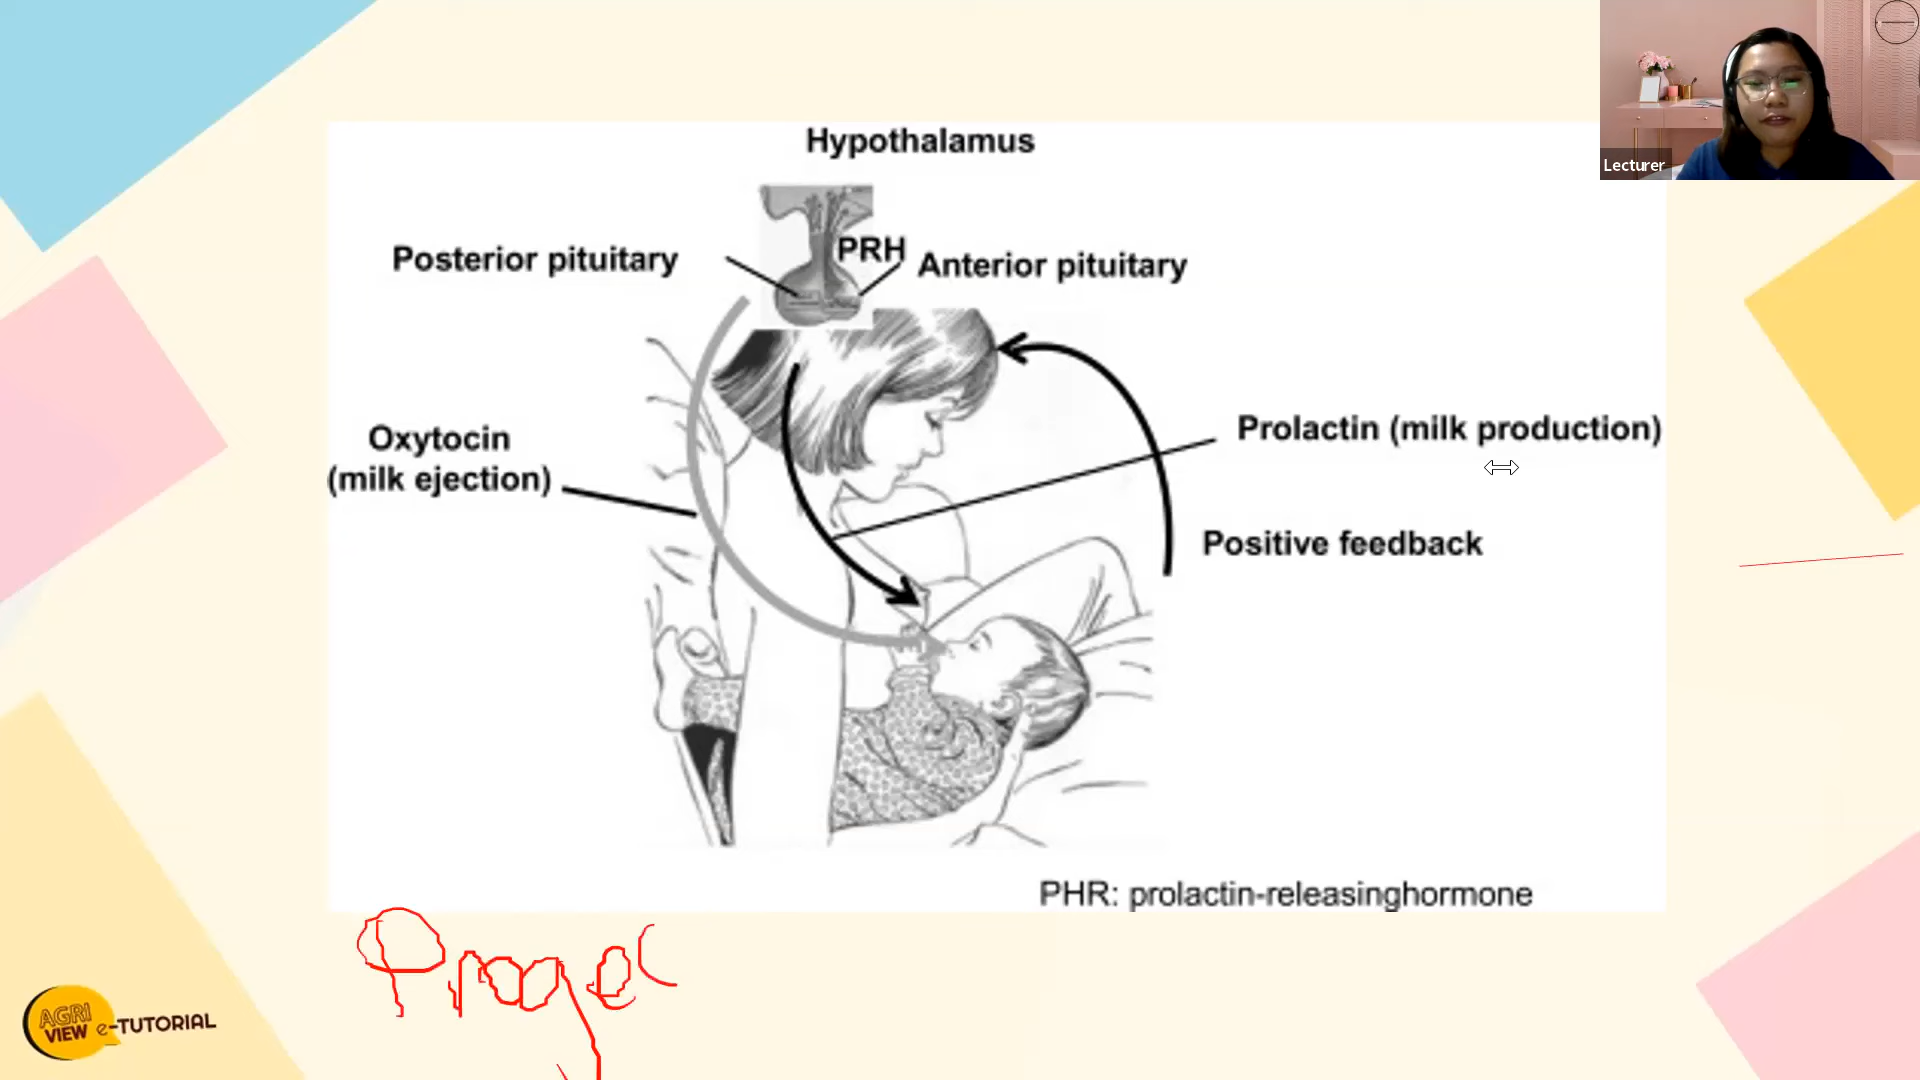 Hypothalamus
Lecturer
PRH
Posterior pituitary
Anterior pituitary
Oxytocin
(milk ejection)
Prolactin (milk production)
Positive feedback
PHR: prolactin-releasinghormone
AGRI
VIEW e-TUTORIAL